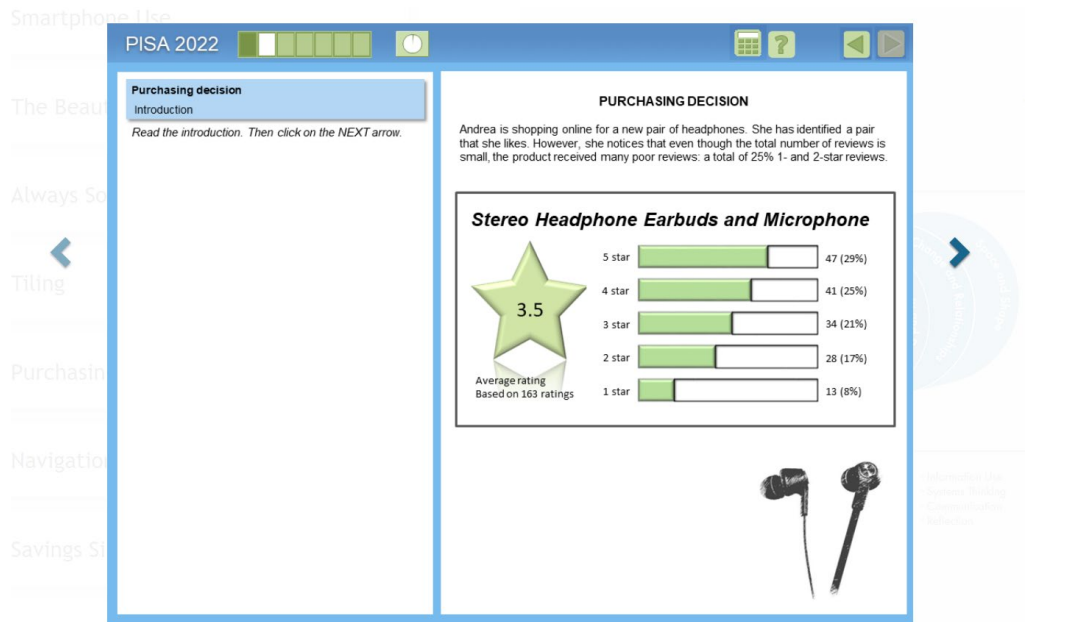 Smartphone Use
PISA 2022
?
The Beaut
Always So
Tiling
Purchasin
Navigation
Savings Si
Purchasing decision
Introduction
Read the introduction. Then click on the NEXT arrow.
PURCHASING DECISION
Andrea is shopping online for a new pair of headphones. She has identified a pair
that she likes. However, she notices that even though the total number of reviews is
small, the product received many poor reviews: a total of 25% 1- and 2-star reviews.
Stereo Headphone Earbuds and Microphone
3.5
Average rating
Based on 163 ratings
5 star 47 (29%)
4 star 41 (25%)
3 star 34 (21%)
2 star 28 (17%)
1 star 13 (8%)